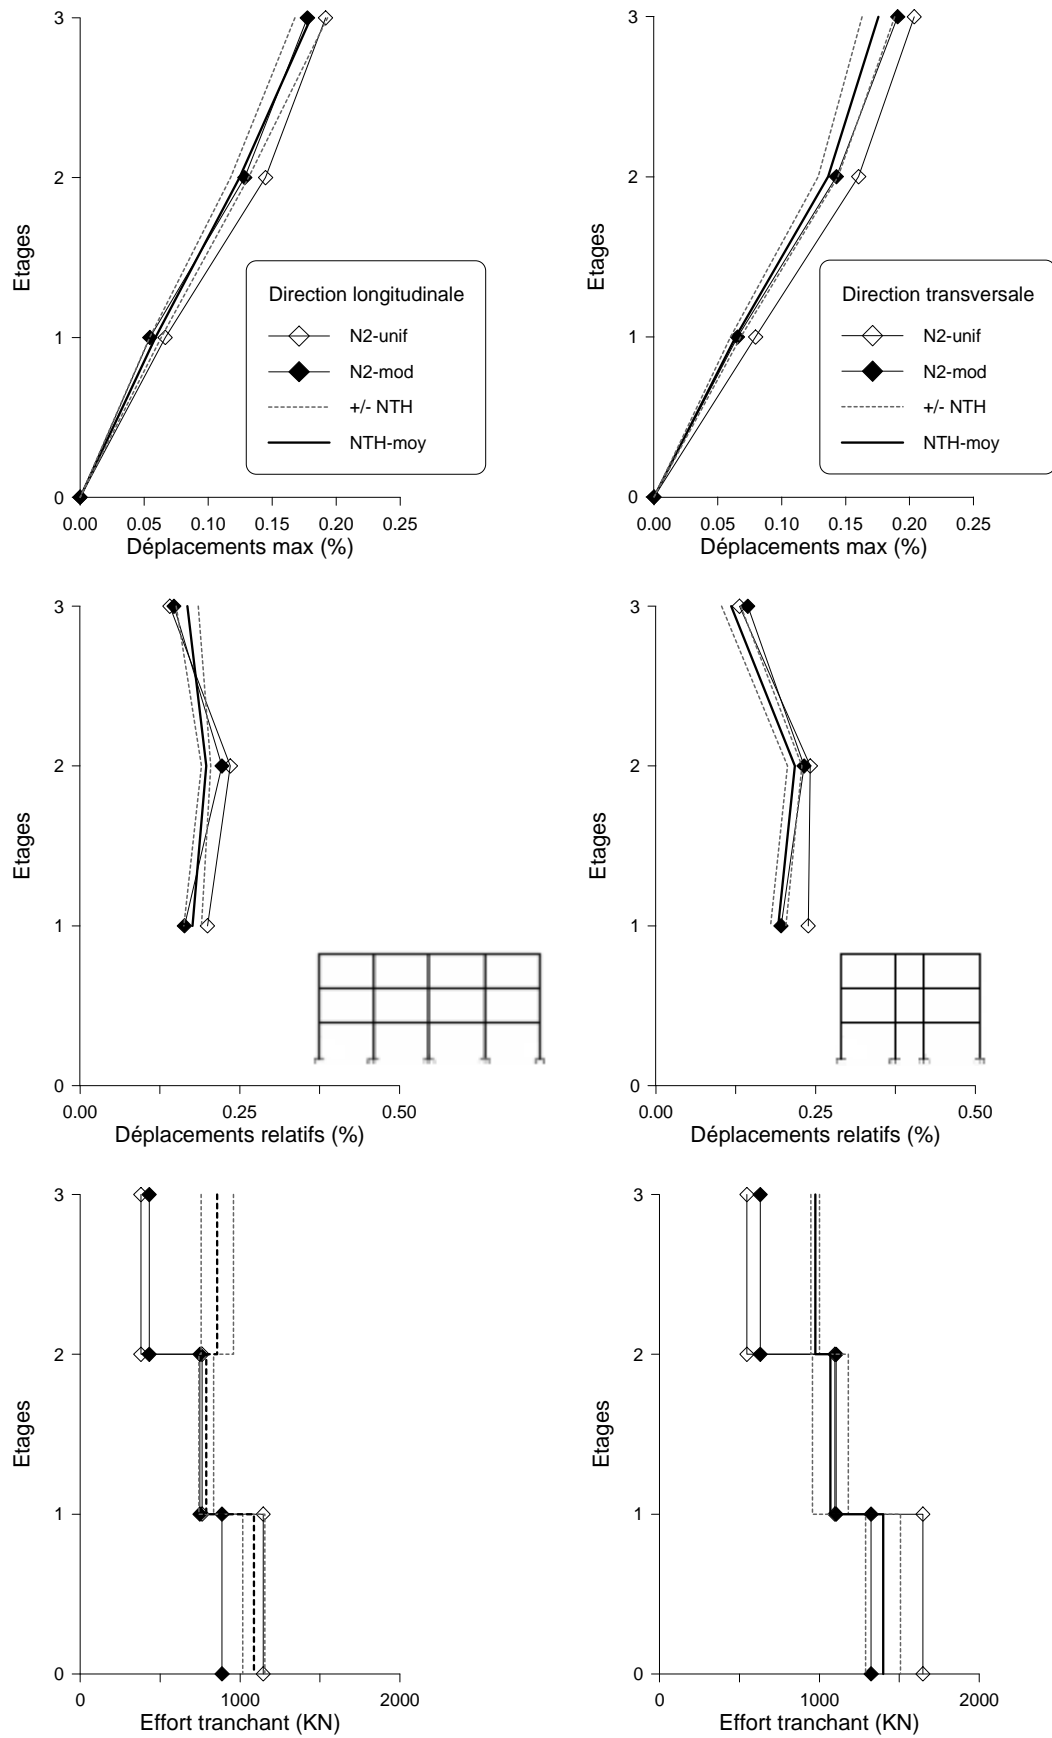 3
2
1
0
Etages
0.00 0.05 0.10 0.15 0.20 0.25
Déplacements max (%)
Direction longitudinale
N2-unif
N2-mod
+/- NTH
NTH-moy
3
2
1
0
Etages
0.00 0.05 0.10 0.15 0.20 0.25
Déplacements max (%)
Direction transversale
N2-unif
N2-mod
+/- NTH
NTH-moy
3
2
1
0
Etages
0.00 0.25 0.50
Déplacements relatifs (%)
3
2
1
0
Etages
0.00 0.25 0.50
Déplacements relatifs (%)
3
2
1
0
Etages
0 1000 2000
Effort tranchant (KN)
3
2
1
0
Etages
0 1000 2000
Effort tranchant (KN)